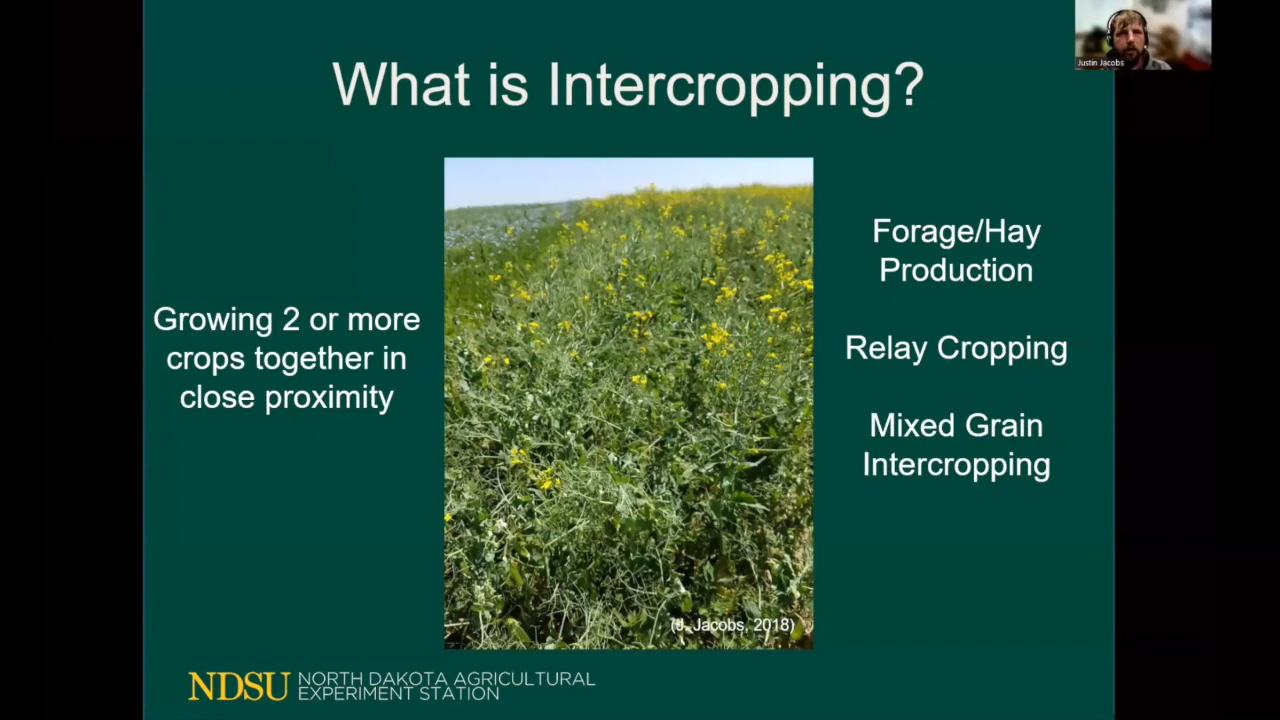 Justin Jacobs
What is Intercropping?
Growing 2 or more
crops together in
close proximity
Forage/Hay
Production
Relay Cropping
Mixed Grain
Intercropping
(J. Jacobs, 2018)
NDSU
NORTH DAKOTA AGRICULTURAL
EXPERIMENT STATION